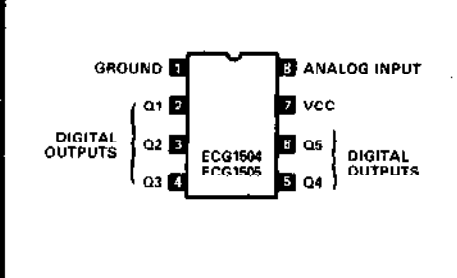 GROUND 1 8 ANALOG INPUT
Q1 2 7 VCC
DIGITAL OUTPUTS Q2 3 6 Q5 DIGITAL OUTPUTS
ECG1504
ECG1505
Q3 4 5 Q4